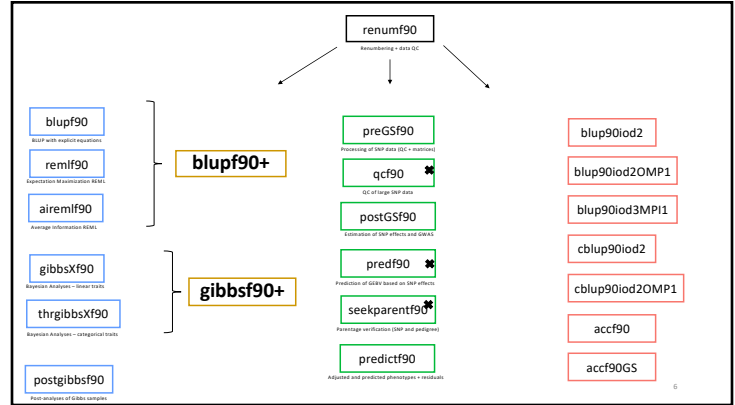 renumf90
Renumbering + data QC
blupf90
BLUP with explicit equations
remlf90
Expectation Maximization REML
airemlf90
Average Information REML
blupf90+
gibbsXf90
Bayesian Analyses – linear traits
thrgibbsXf90
Bayesian Analyses – categorical traits
gibbsf90+
postgibbsf90
Post-analyses of Gibbs samples
preGSf90
Processing of SNP data (QC + matrices)
qcf90
QC of large SNP data
postGSf90
Estimation of SNP effects and GWAS
predf90
Prediction of GEBV based on SNP effects
seekparentf90
Parentage verification (SNP and pedigree)
predictf90
Adjusted and predicted phenotypes + residuals
blup90iod2
blup90iod2OMP1
blup90iod3MPI1
cblup90iod2
cblup90iod2OMP1
accf90
accf90GS
6